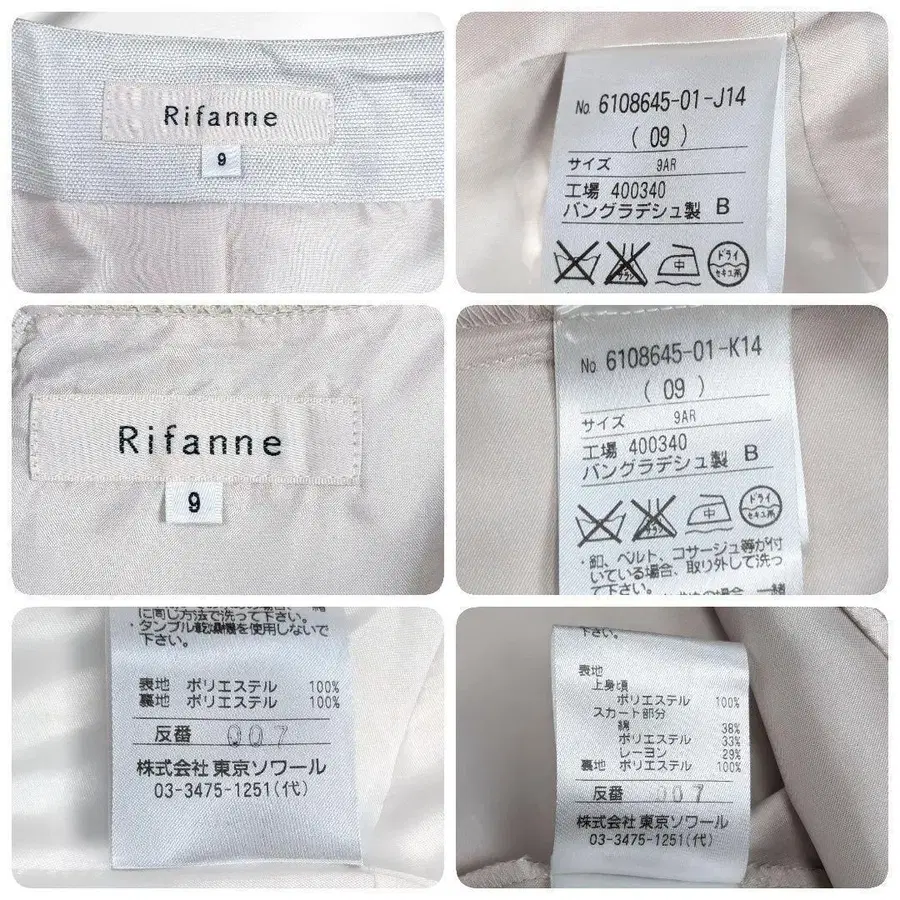 Rifanne
9
No. 6108645-01-J14
( 09 )
サイズ 9AR
工場 400340
バングラデシュ製 B
サラシ
中
ドライ
セキユ系
Rifanne
9
No. 6108645-01-K14
( 09 )
サイズ 9AR
工場 400340
バングラデシュ製 B
サラシ
中
ドライ
セキユ系
・釦、ベルト、コサージュ等が付
いている場合、取り外して洗っ
て下さい。
に同じ方法で洗って下さい。
・タンブル乾燥機を使用しないで
下さい。
表地 ポリエステル 100%
裏地 ポリエステル 100%
反番 007
株式会社 東京ソワール
03-3475-1251(代)
下さい。
表地
上身頃
ポリエステル 100%
スカート部分
綿 38%
ポリエステル 33%
レーヨン 29%
裏地 ポリエステル 100%
反番 007
株式会社 東京ソワール
03-3475-1251(代)